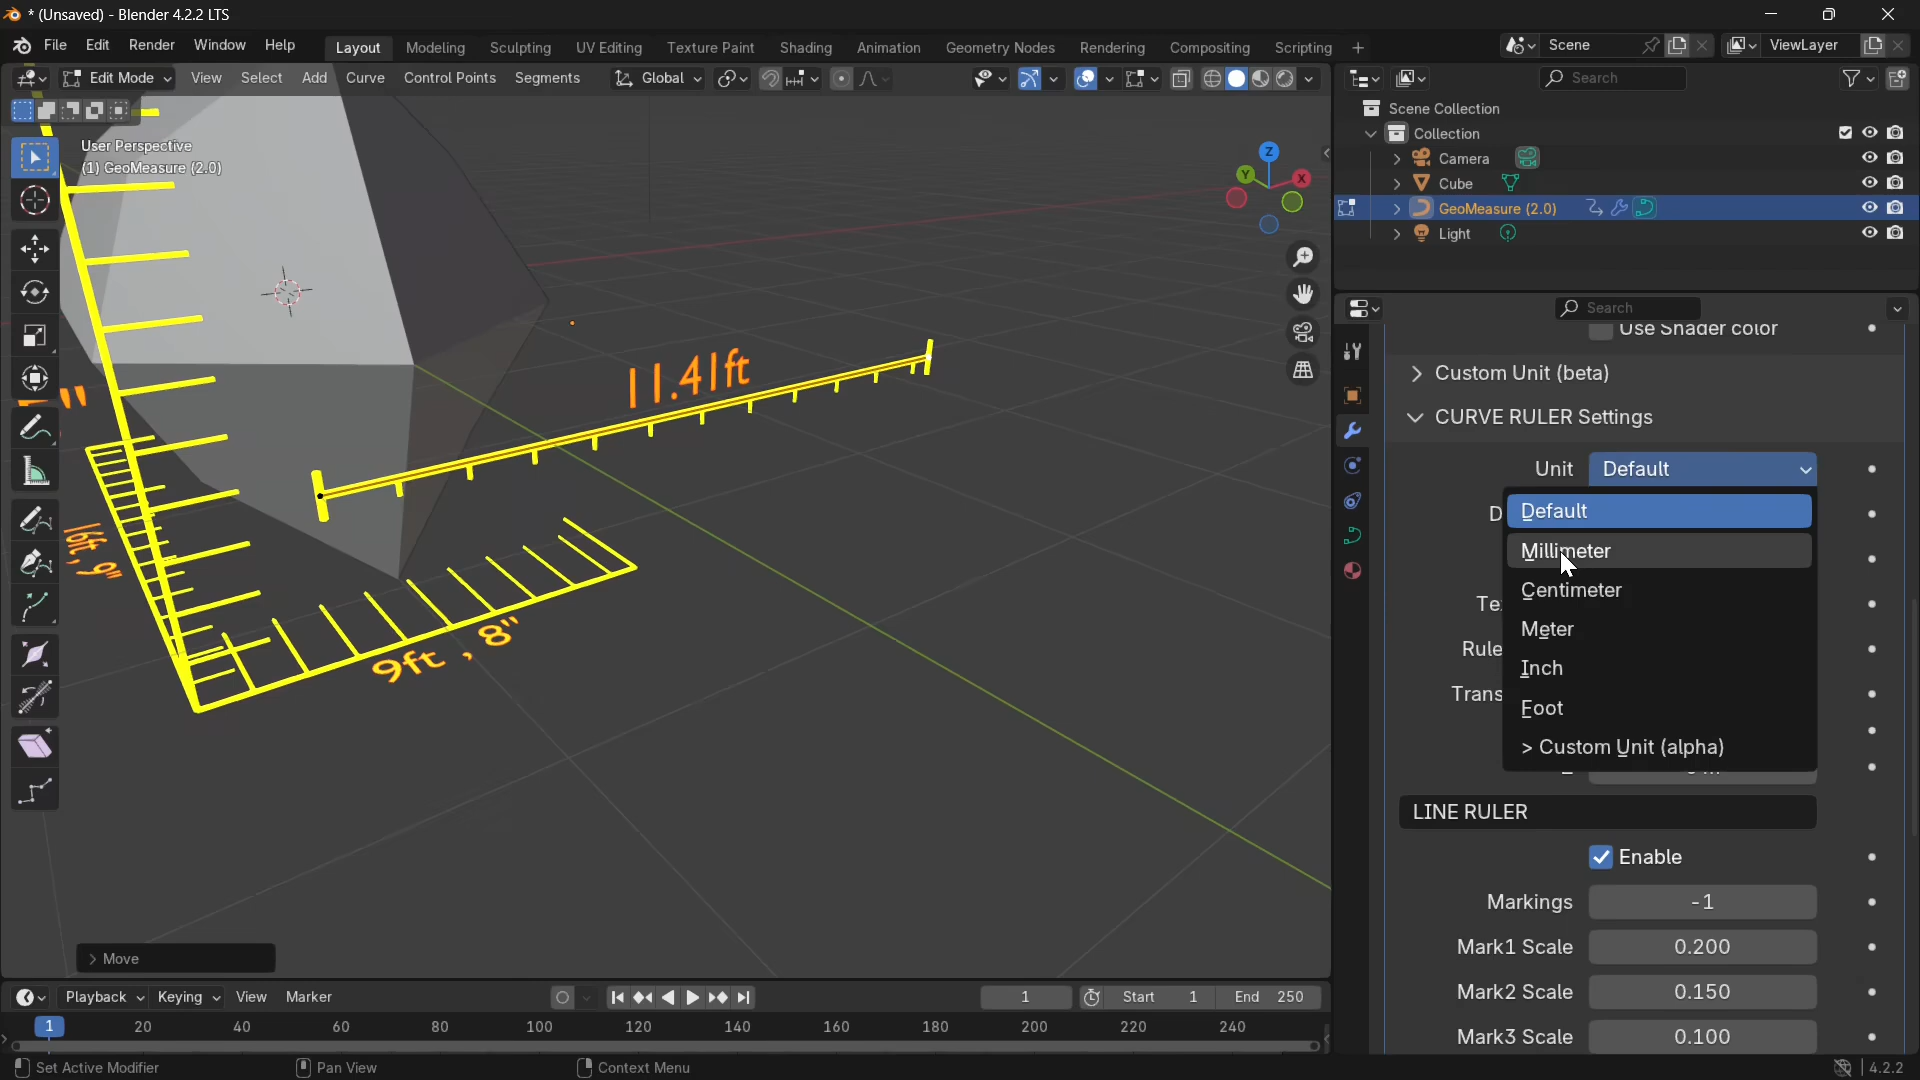 * (Unsaved) - Blender 4.2.2 LTS
File Edit Render Window Help
Layout Modeling Sculpting UV Editing Texture Paint Shading Animation Geometry Nodes Rendering Compositing Scripting +
Scene
ViewLayer
Edit Mode View Select Add Curve Control Points Segments
Global
Search
User Perspective
(1) GeoMeasure (2.0)
Z
Y
X
11.41ft
9ft , 8"
16ft, 9"
Scene Collection
Collection
Camera
Cube
GeoMeasure (2.0)
Light
Search
Use Shader color
Custom Unit (beta)
CURVE RULER Settings
Unit Default
Default
Millimeter
Centimeter
Meter
Inch
Foot
> Custom Unit (alpha)
D
Te
Rule
Trans
LINE RULER
Enable
Markings -1
Mark1 Scale 0.200
Mark2 Scale 0.150
Mark3 Scale 0.100
> Move
Playback Keying View Marker
1
Start 1
End 250
1 20 40 60 80 100 120 140 160 180 200 220 240
Set Active Modifier
Pan View
Context Menu
4.2.2